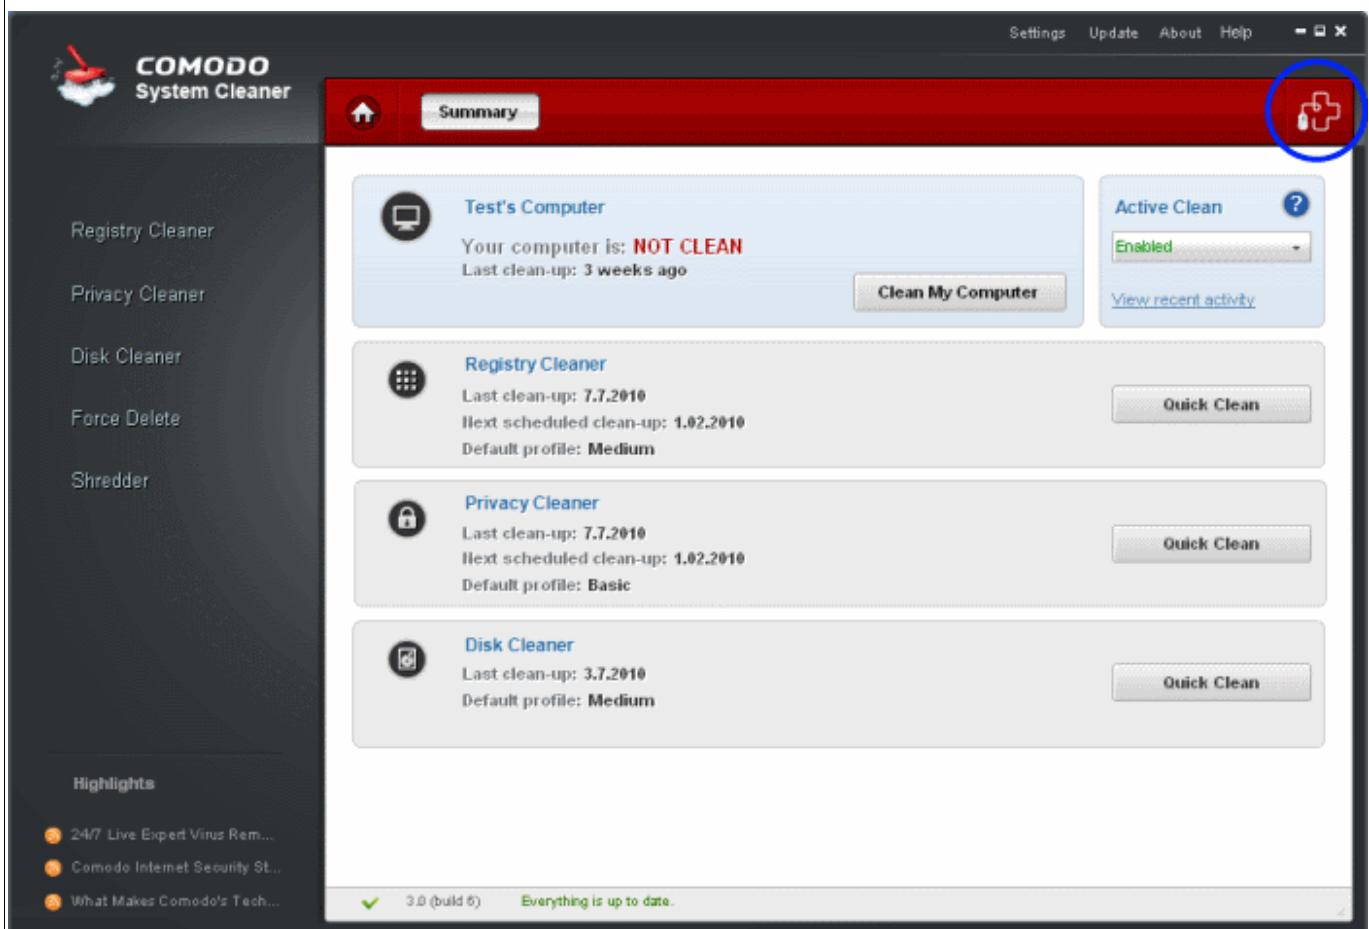 Settings Update About Help
COMODO
System Cleaner
Summary
Registry Cleaner
Privacy Cleaner
Disk Cleaner
Force Delete
Shredder
Test's Computer
Your computer is: NOT CLEAN
Last clean-up: 3 weeks ago
Clean My Computer
Active Clean ?
Enabled
View recent activity
Registry Cleaner
Last clean-up: 7.7.2010
Next scheduled clean-up: 1.02.2010
Default profile: Medium
Quick Clean
Privacy Cleaner
Last clean-up: 7.7.2010
Next scheduled clean-up: 1.02.2010
Default profile: Basic
Quick Clean
Disk Cleaner
Last clean-up: 3.7.2010
Default profile: Medium
Quick Clean
Highlights
24/7 Live Expert Virus Rem...
Comodo Internet Security St...
What Makes Comodo's Tech...
3.0 (build 6) Everything is up to date.